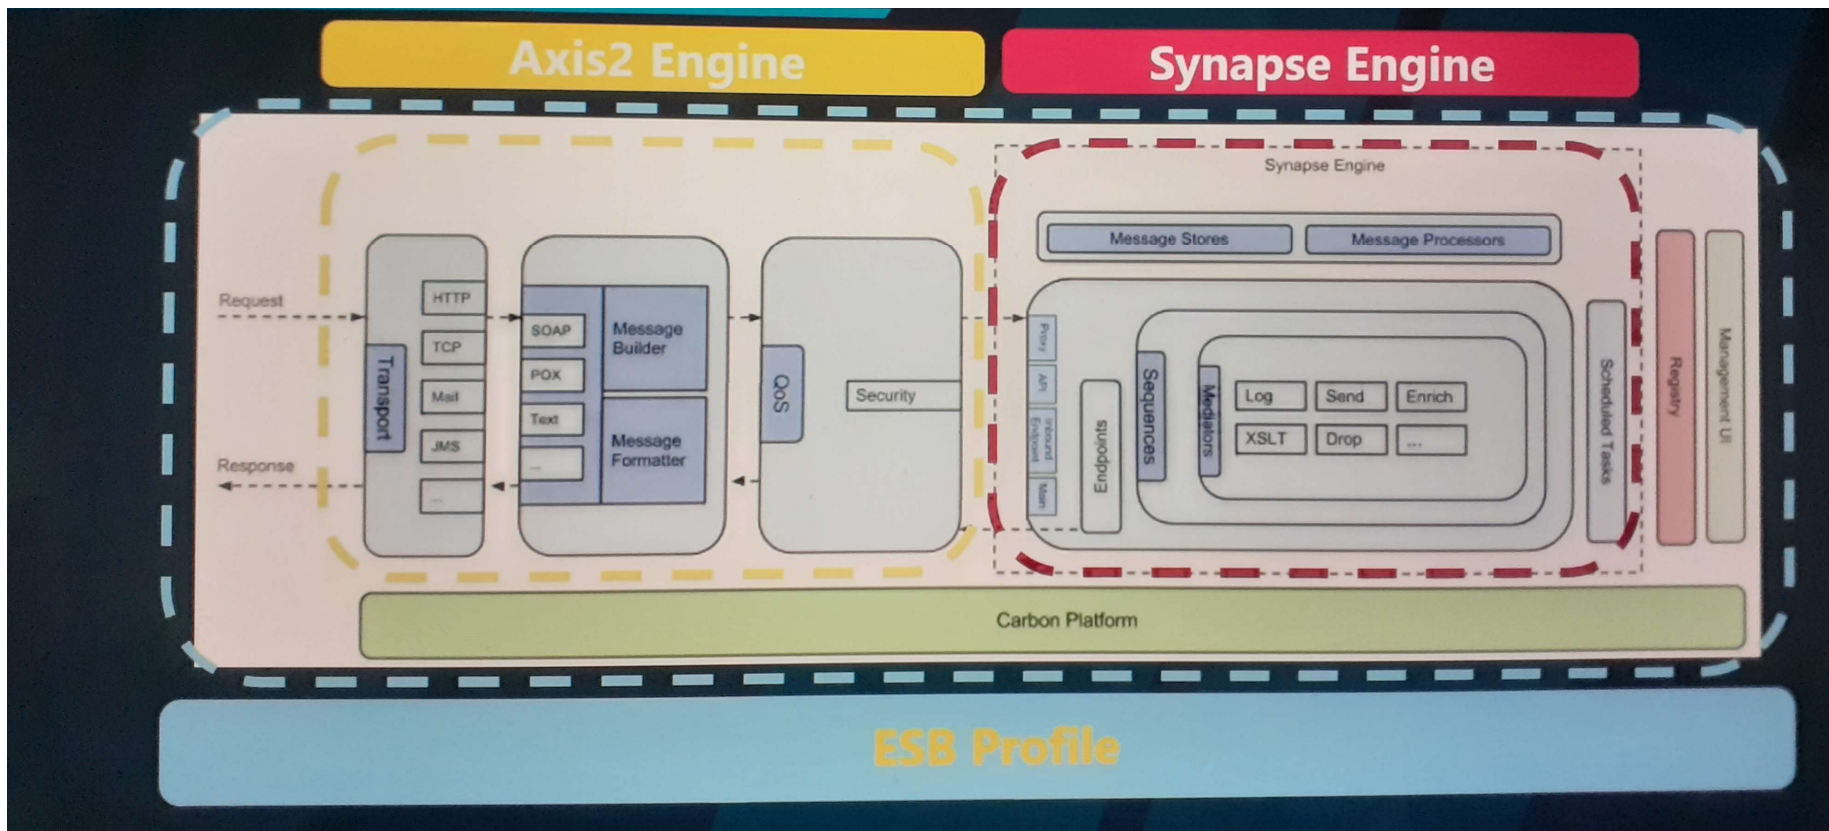 Axis2 Engine
Synapse Engine
Synapse Engine
Message Stores
Message Processors
Request
Response
Transport
HTTP
TCP
Mail
JMS
...
SOAP
POX
Text
...
Message
Builder
Message
Formatter
QoS
Security
Proxy
API
Inbound
Endpoint
Main
Endpoints
Sequences
Mediators
Log
Send
Enrich
XSLT
Drop
...
Scheduled Tasks
Registry
Management UI
Carbon Platform
ESB Profile